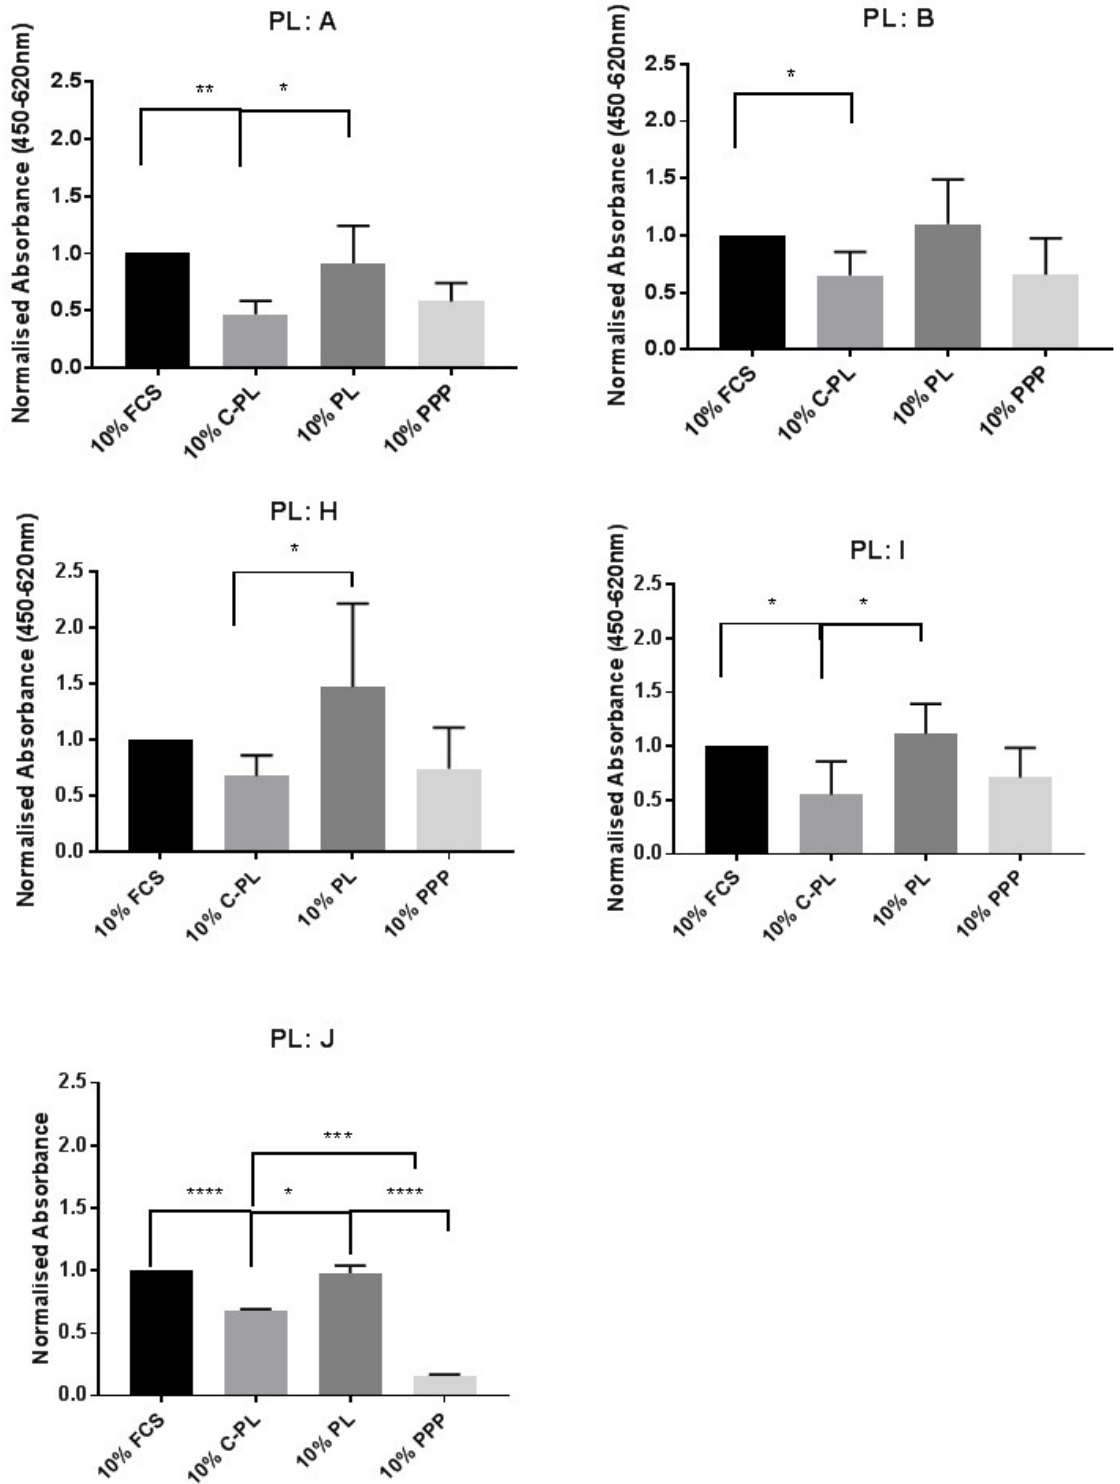 PL: A
Normalised Absorbance (450-620nm)
** *
2.5
2.0
1.5
1.0
0.5
0.0
10% FCS
10% C-PL
10% PL
10% PPP
PL: B
Normalised Absorbance (450-620nm)
*
2.5
2.0
1.5
1.0
0.5
0.0
10% FCS
10% C-PL
10% PL
10% PPP
PL: H
Normalised Absorbance (450-620nm)
*
2.5
2.0
1.5
1.0
0.5
0.0
10% FCS
10% C-PL
10% PL
10% PPP
PL: I
Normalised Absorbance (450-620nm)
* *
2.5
2.0
1.5
1.0
0.5
0.0
10% FCS
10% C-PL
10% PL
10% PPP
PL: J
Normalised Absorbance
***
**** * ****
2.5
2.0
1.5
1.0
0.5
0.0
10% FCS
10% C-PL
10% PL
10% PPP